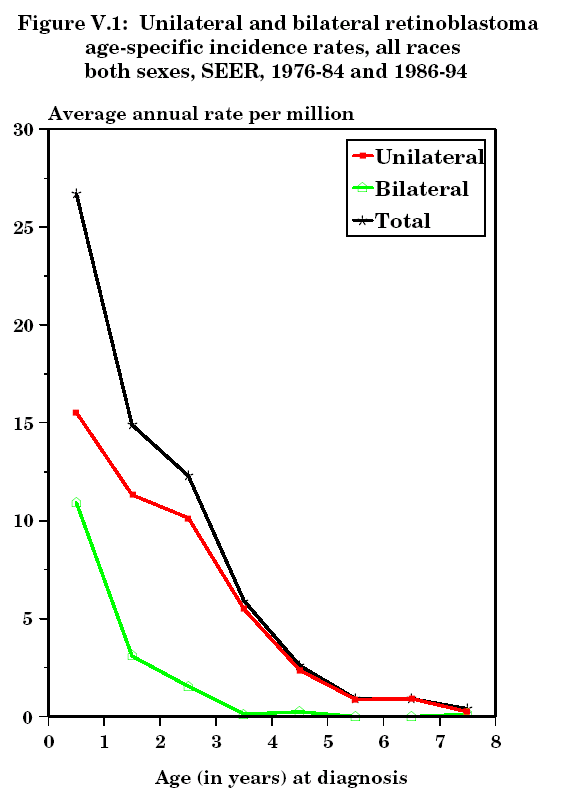 Figure V.1: Unilateral and bilateral retinoblastoma
age-specific incidence rates, all races
both sexes, SEER, 1976-84 and 1986-94
Average annual rate per million
30
25
20
15
10
5
0
Unilateral
Bilateral
Total
0 1 2 3 4 5 6 7 8
Age (in years) at diagnosis